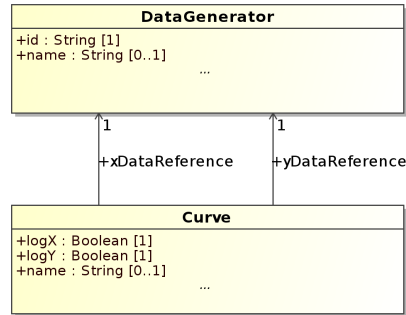 DataGenerator
+id : String [1]
+name : String [0..1]
...
1 1
+xDataReference +yDataReference
Curve
+logX : Boolean [1]
+logY : Boolean [1]
+name : String [0..1]
...